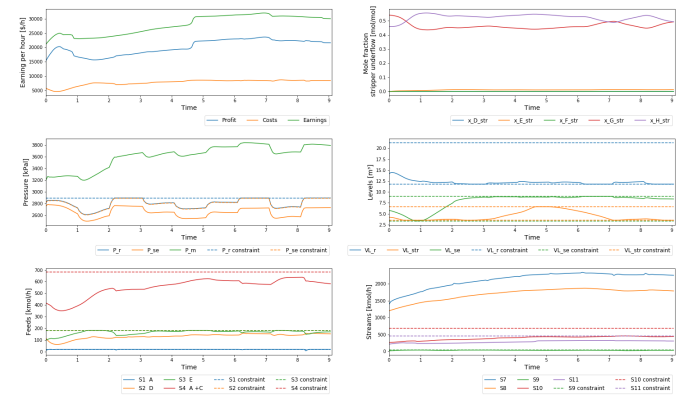 Earning per hour [$/h]
30000
25000
20000
15000
10000
5000
0 1 2 3 4 5 6 7 8 9
Time
Profit Costs Earnings
Mole fraction
stripper underflow [mol/mol]
0.5
0.4
0.3
0.2
0.1
0.0
0 1 2 3 4 5 6 7 8 9
Time
x_D_str x_E_str x_F_str x_G_str x_H_str
Pressure [kPa]
3800
3600
3400
3200
3000
2800
2600
0 1 2 3 4 5 6 7 8 9
Time
P_r P_se P_m P_r constraint P_se constraint
Levels [m³]
20.0
17.5
15.0
12.5
10.0
7.5
5.0
2.5
0 1 2 3 4 5 6 7 8 9
Time
VL_r VL_str VL_se VL_r constraint VL_se constraint VL_str constraint
Feeds [kmol/h]
700
600
500
400
300
200
100
0
0 1 2 3 4 5 6 7 8 9
Time
S1 A S3 E S1 constraint S3 constraint
S2 D S4 A +C S2 constraint S4 constraint
Streams [kmol/h]
2000
1500
1000
500
0
0 1 2 3 4 5 6 7 8 9
Time
S7 S9 S11 S10 constraint
S8 S10 S9 constraint S11 constraint